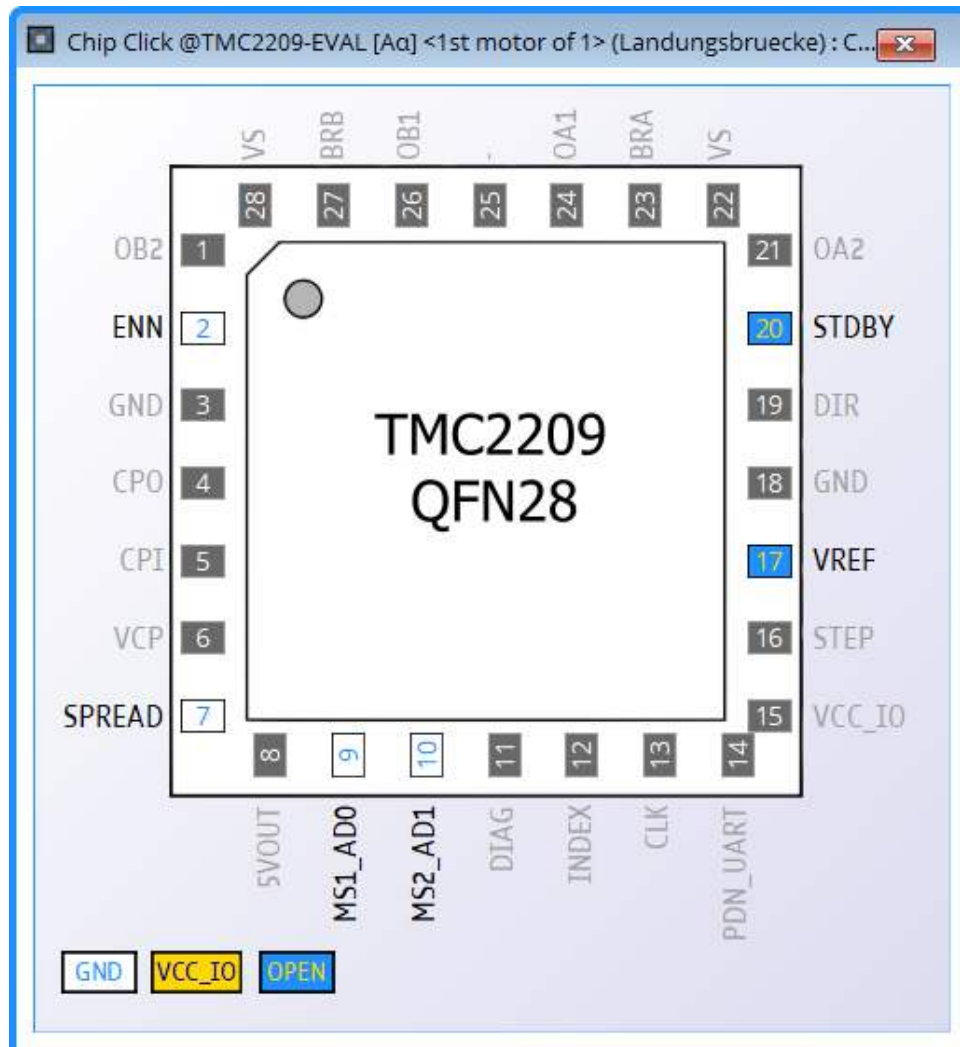 Chip Click @TMC2209-EVAL [Aα] <1st motor of 1> (Landungsbruecke) : C...
VS BRB OB1 - OA1 BRA VS
28 27 26 25 24 23 22
OB2 1 21 OA2
ENN 2 20 STDBY
GND 3 19 DIR
TMC2209
CPO 4 18 GND
QFN28
CPI 5 17 VREF
VCP 6 16 STEP
SPREAD 7 15 VCC_IO
8 9 10 11 12 13 14
5VOUT MS1_AD0 MS2_AD1 DIAG INDEX CLK PDN_UART
GND VCC_IO OPEN